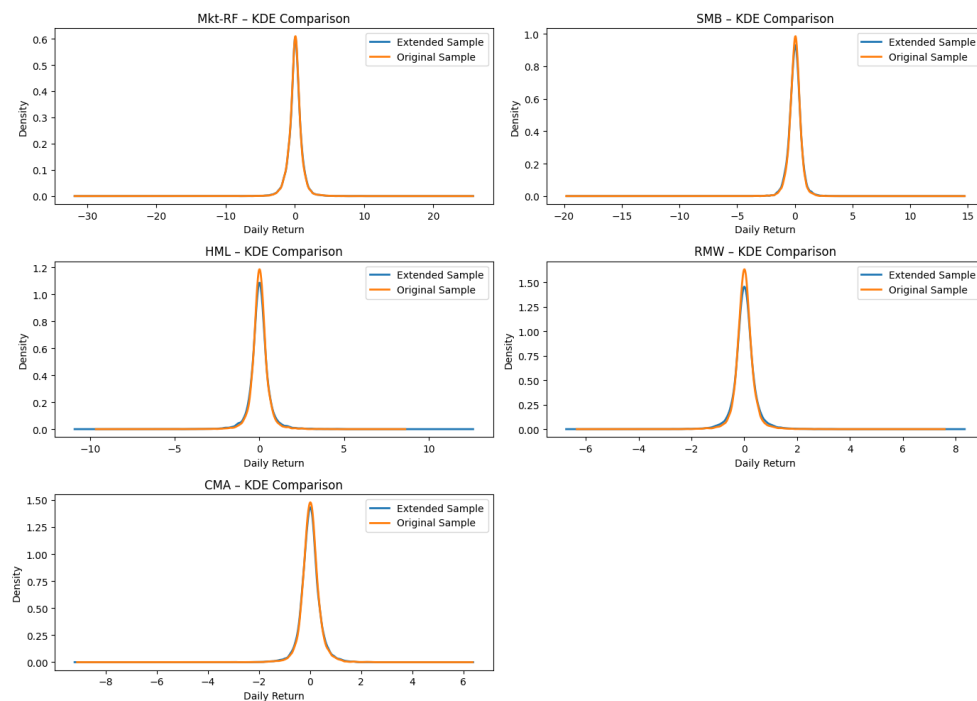 Mkt-RF – KDE Comparison
Extended Sample
Original Sample
0.6
0.5
0.4
0.3
0.2
0.1
0.0
Density
−30
−20
−10
0
10
20
Daily Return
SMB – KDE Comparison
Extended Sample
Original Sample
1.0
0.8
0.6
0.4
0.2
0.0
Density
−20
−15
−10
−5
0
5
10
15
Daily Return
HML – KDE Comparison
Extended Sample
Original Sample
1.2
1.0
0.8
0.6
0.4
0.2
0.0
Density
−10
−5
0
5
10
Daily Return
RMW – KDE Comparison
Extended Sample
Original Sample
1.50
1.25
1.00
0.75
0.50
0.25
0.00
Density
−6
−4
−2
0
2
4
6
8
Daily Return
CMA – KDE Comparison
Extended Sample
Original Sample
1.50
1.25
1.00
0.75
0.50
0.25
0.00
Density
−8
−6
−4
−2
0
2
4
6
Daily Return